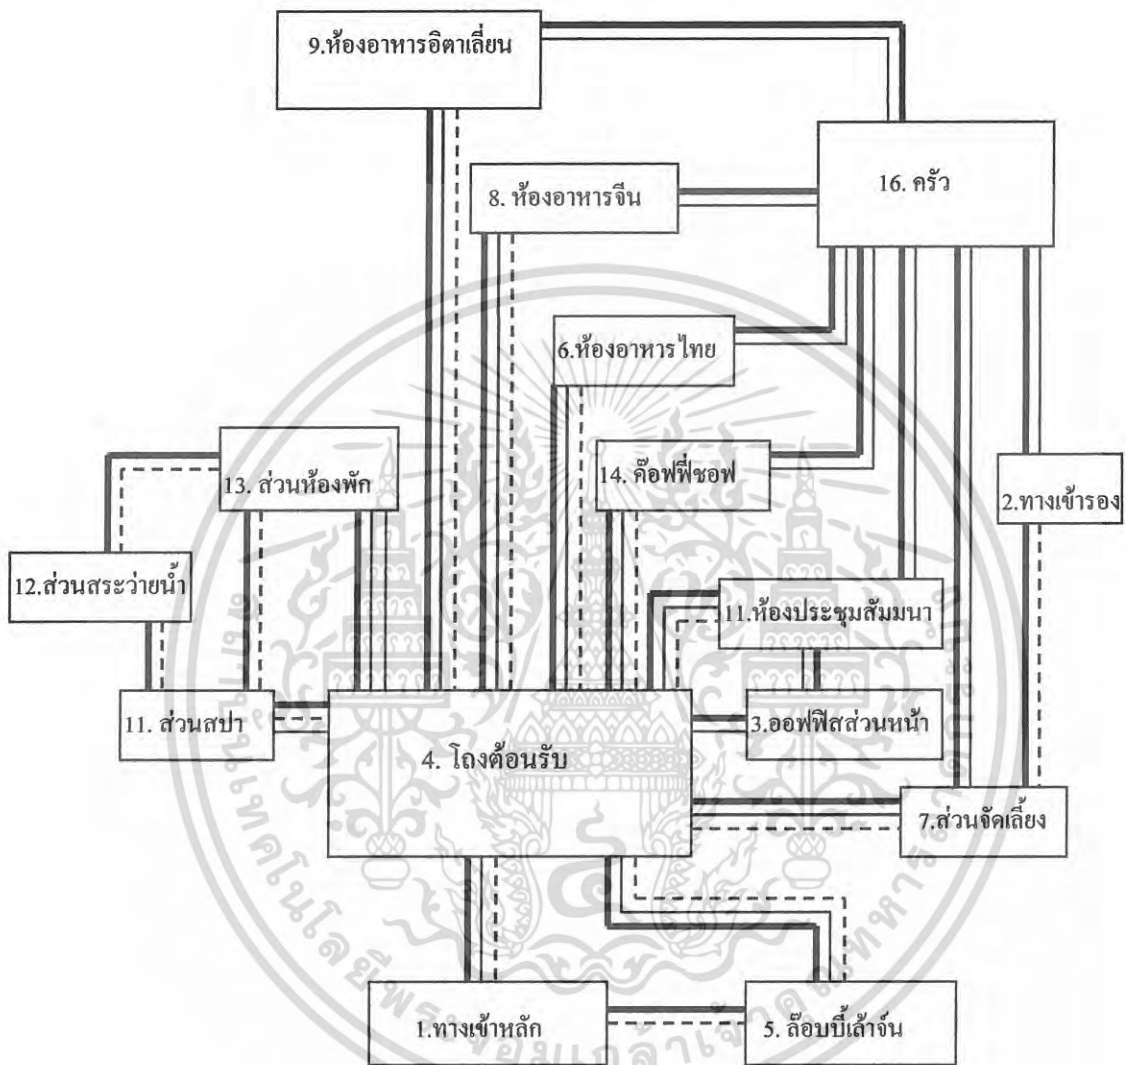 9.ห้องอาหารอิตาเลี่ยน
16. ครัว
8. ห้องอาหารจีน
6.ห้องอาหารไทย
13. ส่วนห้องพัก
14. ค๊อฟฟี่ชอฟ
2.ทางเข้ารอง
12.ส่วนสระว่ายน้ำ
11.ห้องประชุมสัมมนา
11. ส่วนสปา
3.ออฟฟิสส่วนหน้า
4. โถงต้อนรับ
7.ส่วนจัดเลี้ยง
1.ทางเข้าหลัก
5. ล๊อบบี้เล้าจ์น